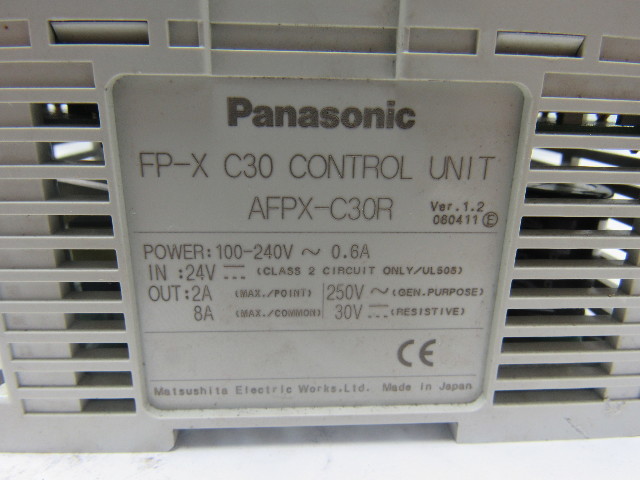 Panasonic
FP-X C30 CONTROL UNIT
AFPX-C30R
Ver.1.2
060411 Ⓔ
POWER:100-240V ~ 0.6A
IN :24V ⎓ (CLASS 2 CIRCUIT ONLY/UL508)
OUT:2A (MAX./POINT) 250V ~ (GEN.PURPOSE)
8A (MAX./COMMON) 30V ⎓ (RESISTIVE)
CE
Matsushita Electric Works.Ltd. Made in Japan